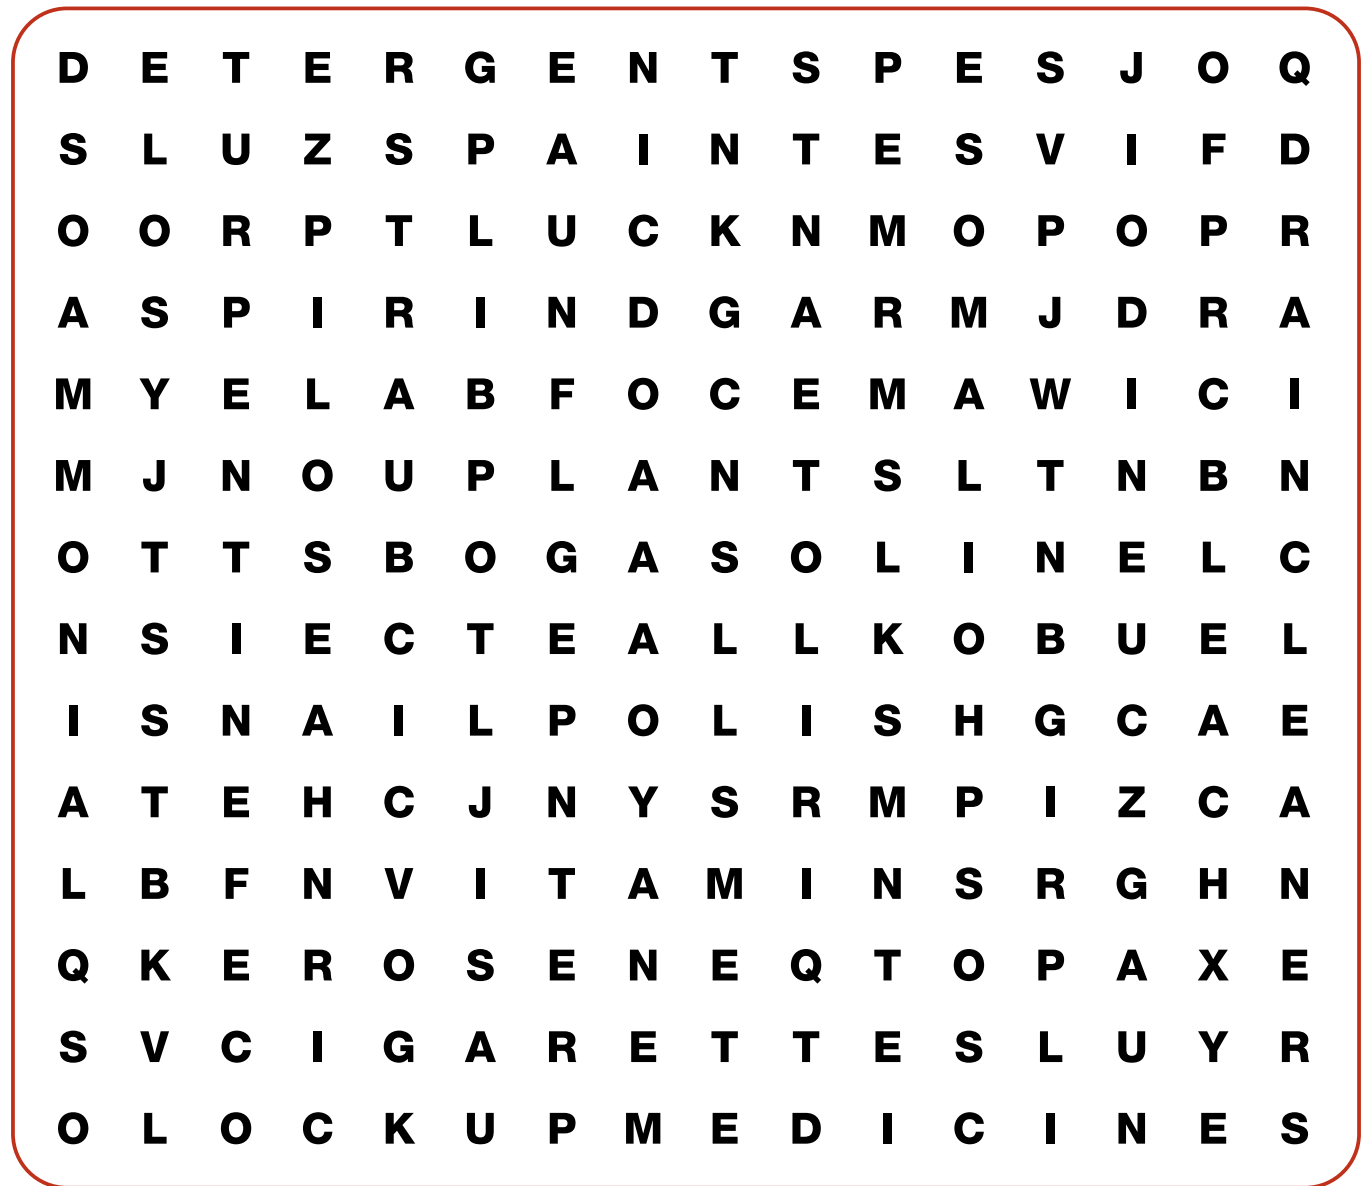 D E T E R G E N T S P E S J O Q
S L U Z S P A I N T E S V I F D
O O R P T L U C K N M O P O P R
A S P I R I N D G A R M J D R A
M Y E L A B F O C E M A W I C I
M J N O U P L A N T S L T N B N
O T T S B O G A S O L I N E L C
N S I E C T E A L L K O B U E L
I S N A I L P O L I S H G C A E
A T E H C J N Y S R M P I Z C A
L B F N V I T A M I N S R G H N
Q K E R O S E N E Q T O P A X E
S V C I G A R E T T E S L U Y R
O L O C K U P M E D I C I N E S